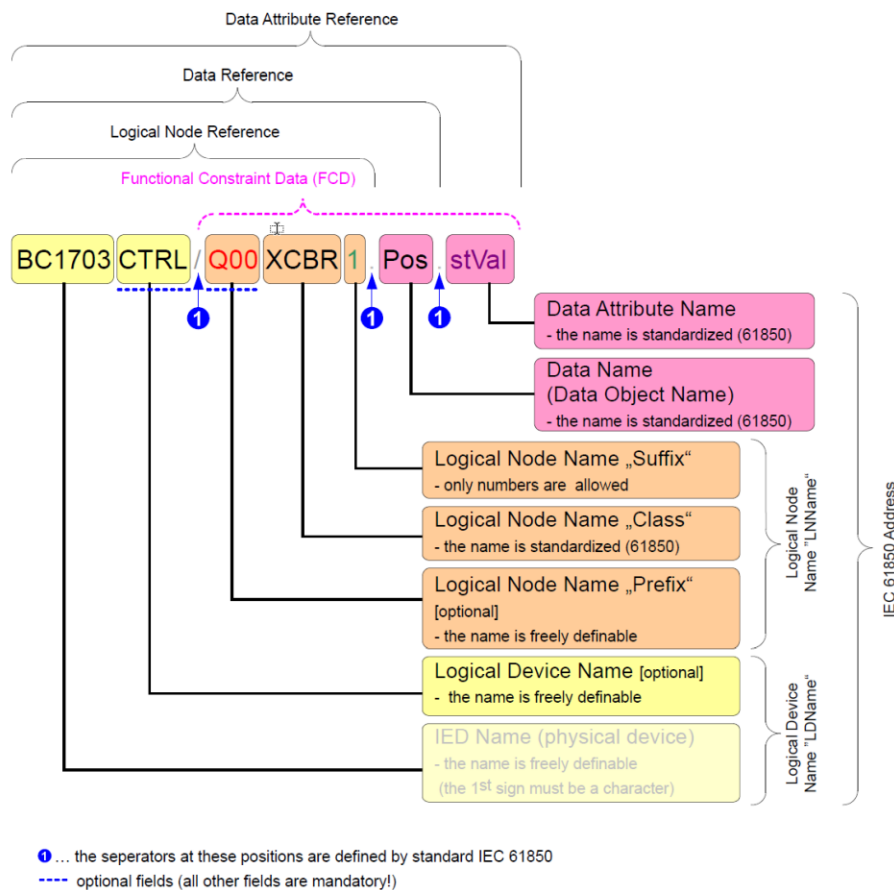 Data Attribute Reference
Data Reference
Logical Node Reference
Functional Constraint Data (FCD)
BC1703 CTRL / Q00 XCBR 1 . Pos . stVal
1 1 1
Data Attribute Name
- the name is standardized (61850)
Data Name
(Data Object Name)
- the name is standardized (61850)
Logical Node Name „Suffix“
- only numbers are allowed
Logical Node Name „Class“
- the name is standardized (61850)
Logical Node Name „Prefix“
[optional]
- the name is freely definable
Logical Node
Name "LNName"
Logical Device Name [optional]
- the name is freely definable
IED Name (physical device)
- the name is freely definable
(the 1st sign must be a character)
Logical Device
Name "LDName"
IEC 61850 Address
1 ... the seperators at these positions are defined by standard IEC 61850
---- optional fields (all other fields are mandatory!)